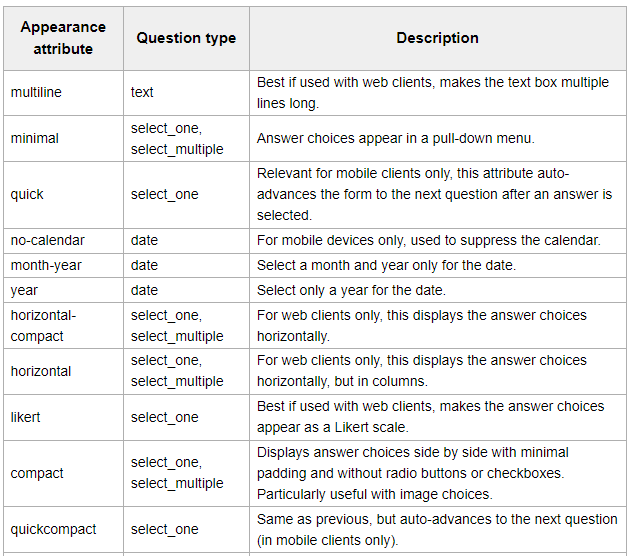 Appearance attribute | Question type | Description
multiline | text | Best if used with web clients, makes the text box multiple lines long.
minimal | select_one, select_multiple | Answer choices appear in a pull-down menu.
quick | select_one | Relevant for mobile clients only, this attribute auto-advances the form to the next question after an answer is selected.
no-calendar | date | For mobile devices only, used to suppress the calendar.
month-year | date | Select a month and year only for the date.
year | date | Select only a year for the date.
horizontal-compact | select_one, select_multiple | For web clients only, this displays the answer choices horizontally.
horizontal | select_one, select_multiple | For web clients only, this displays the answer choices horizontally, but in columns.
likert | select_one | Best if used with web clients, makes the answer choices appear as a Likert scale.
compact | select_one, select_multiple | Displays answer choices side by side with minimal padding and without radio buttons or checkboxes. Particularly useful with image choices.
quickcompact | select_one | Same as previous, but auto-advances to the next question (in mobile clients only).